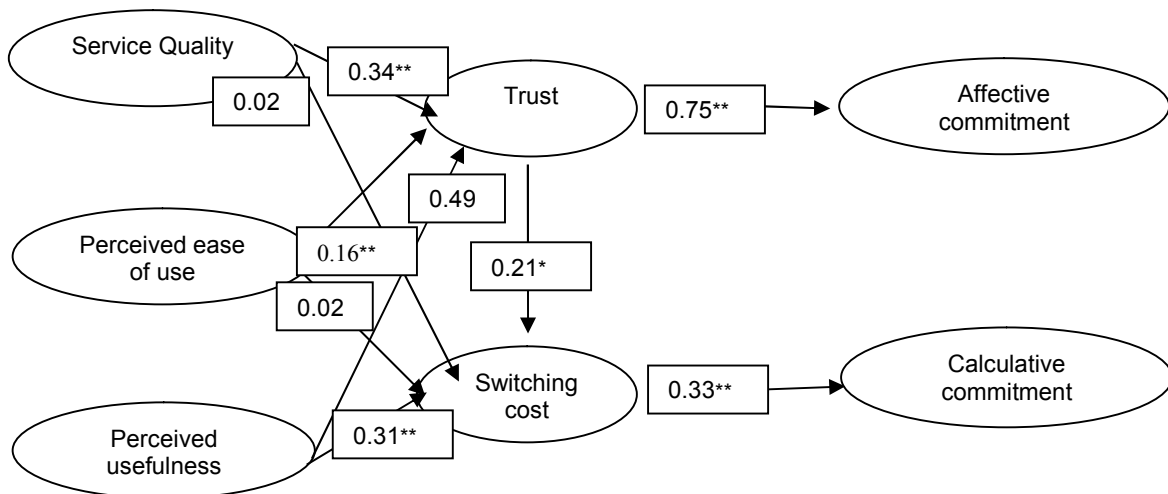 Service Quality
0.34**
0.02
Trust
0.75**
Affective
commitment
0.49
Perceived ease
of use
0.16**
0.21*
0.02
Switching
cost
0.33**
Calculative
commitment
0.31**
Perceived
usefulness